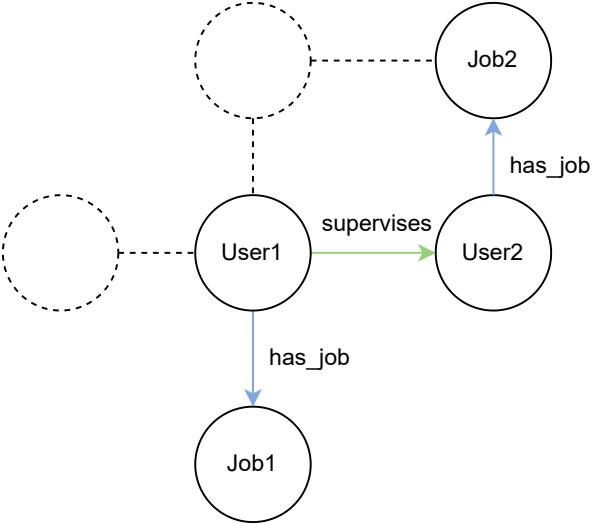 Job2
has_job
supervises
User1
User2
has_job
Job1